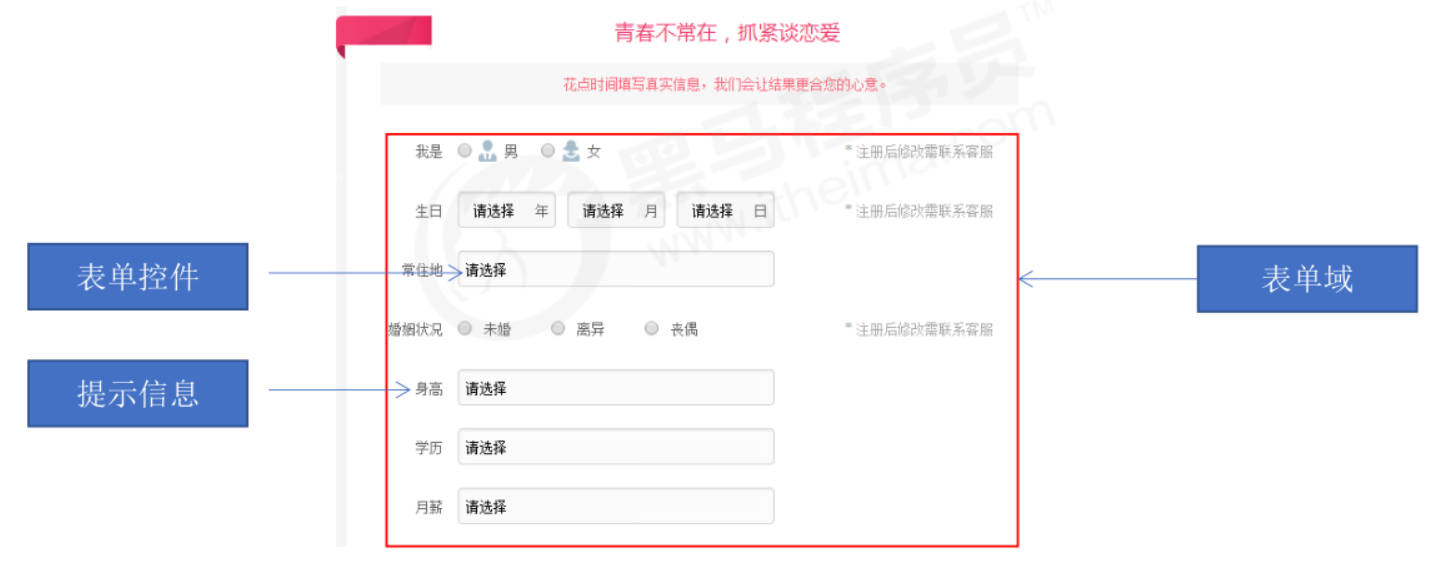 青春不常在，抓紧谈恋爱
花点时间填写真实信息，我们会让结果更合您的心意。
我是 男 女 * 注册后修改需联系客服
生日 请选择 年 请选择 月 请选择 日 * 注册后修改需联系客服
表单控件
常住地 请选择
表单域
婚姻状况 未婚 离异 丧偶 * 注册后修改需联系客服
提示信息
身高 请选择
学历 请选择
月薪 请选择
黑马程序员™
www.itheima.com